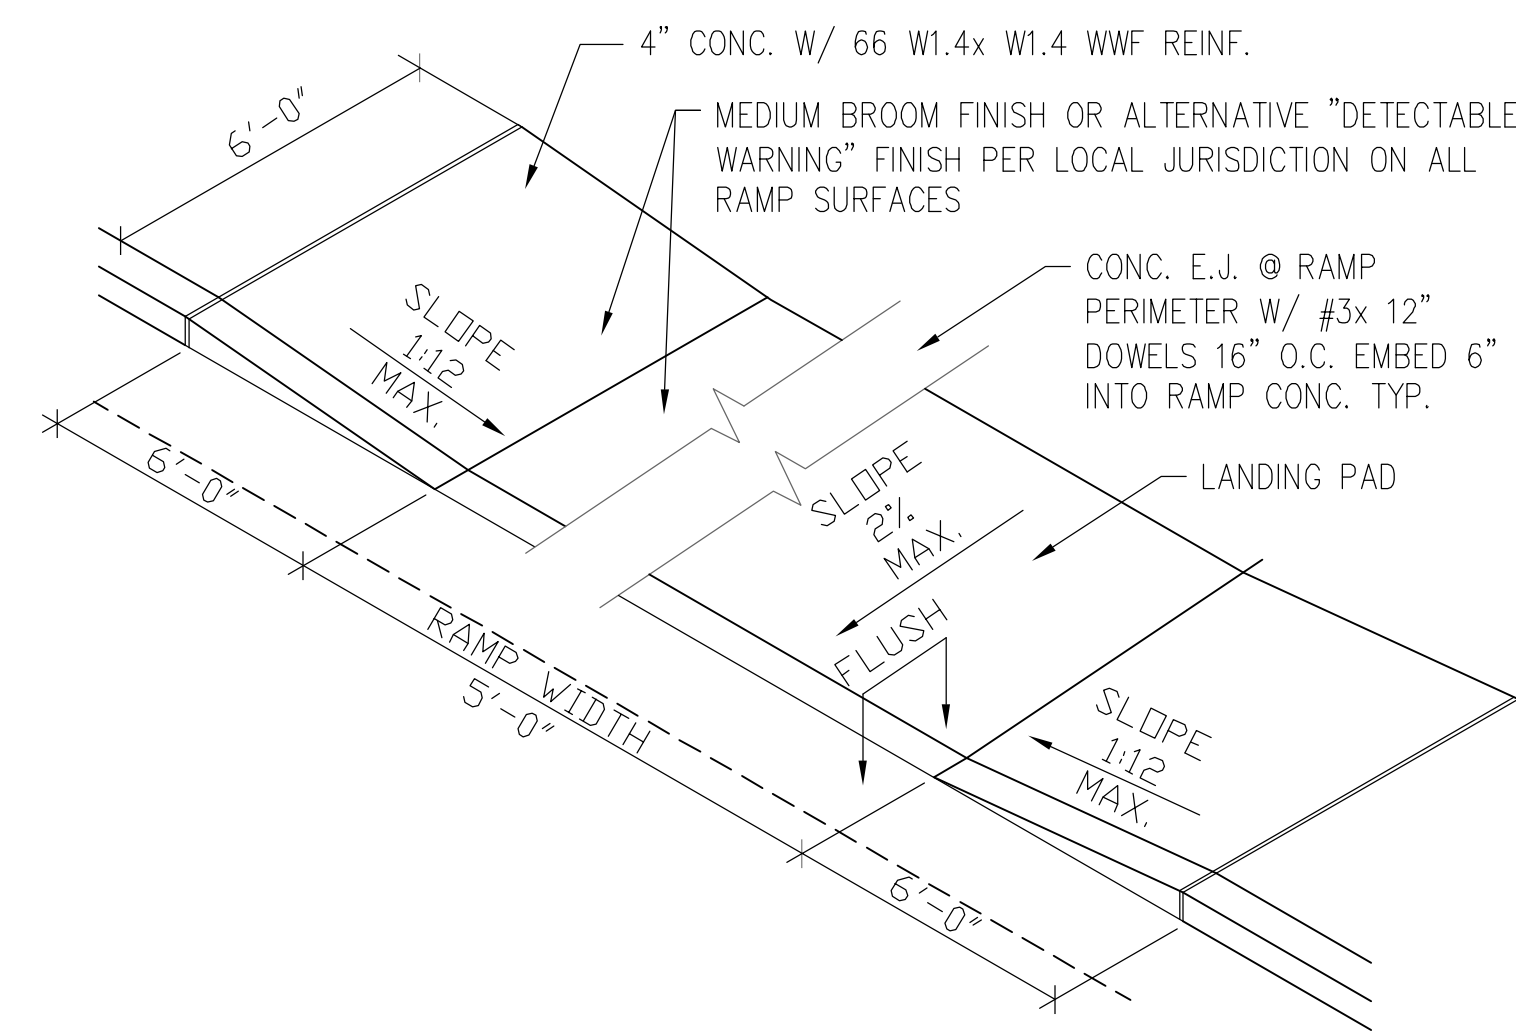 4" CONC. W/ 66 W1.4x W1.4 WWF REINF.
6'-0"
MEDIUM BROOM FINISH OR ALTERNATIVE "DETECTABLE
WARNING" FINISH PER LOCAL JURISDICTION ON ALL
RAMP SURFACES
CONC. E.J. @ RAMP
PERIMETER W/ #3x 12"
DOWELS 16" O.C. EMBED 6"
INTO RAMP CONC. TYP.
SLOPE
1:12
MAX.
LANDING PAD
SLOPE
2%
MAX.
6'-0"
FLUSH
RAMP WIDTH
5'-0"
SLOPE
1:12
MAX.
6'-0"